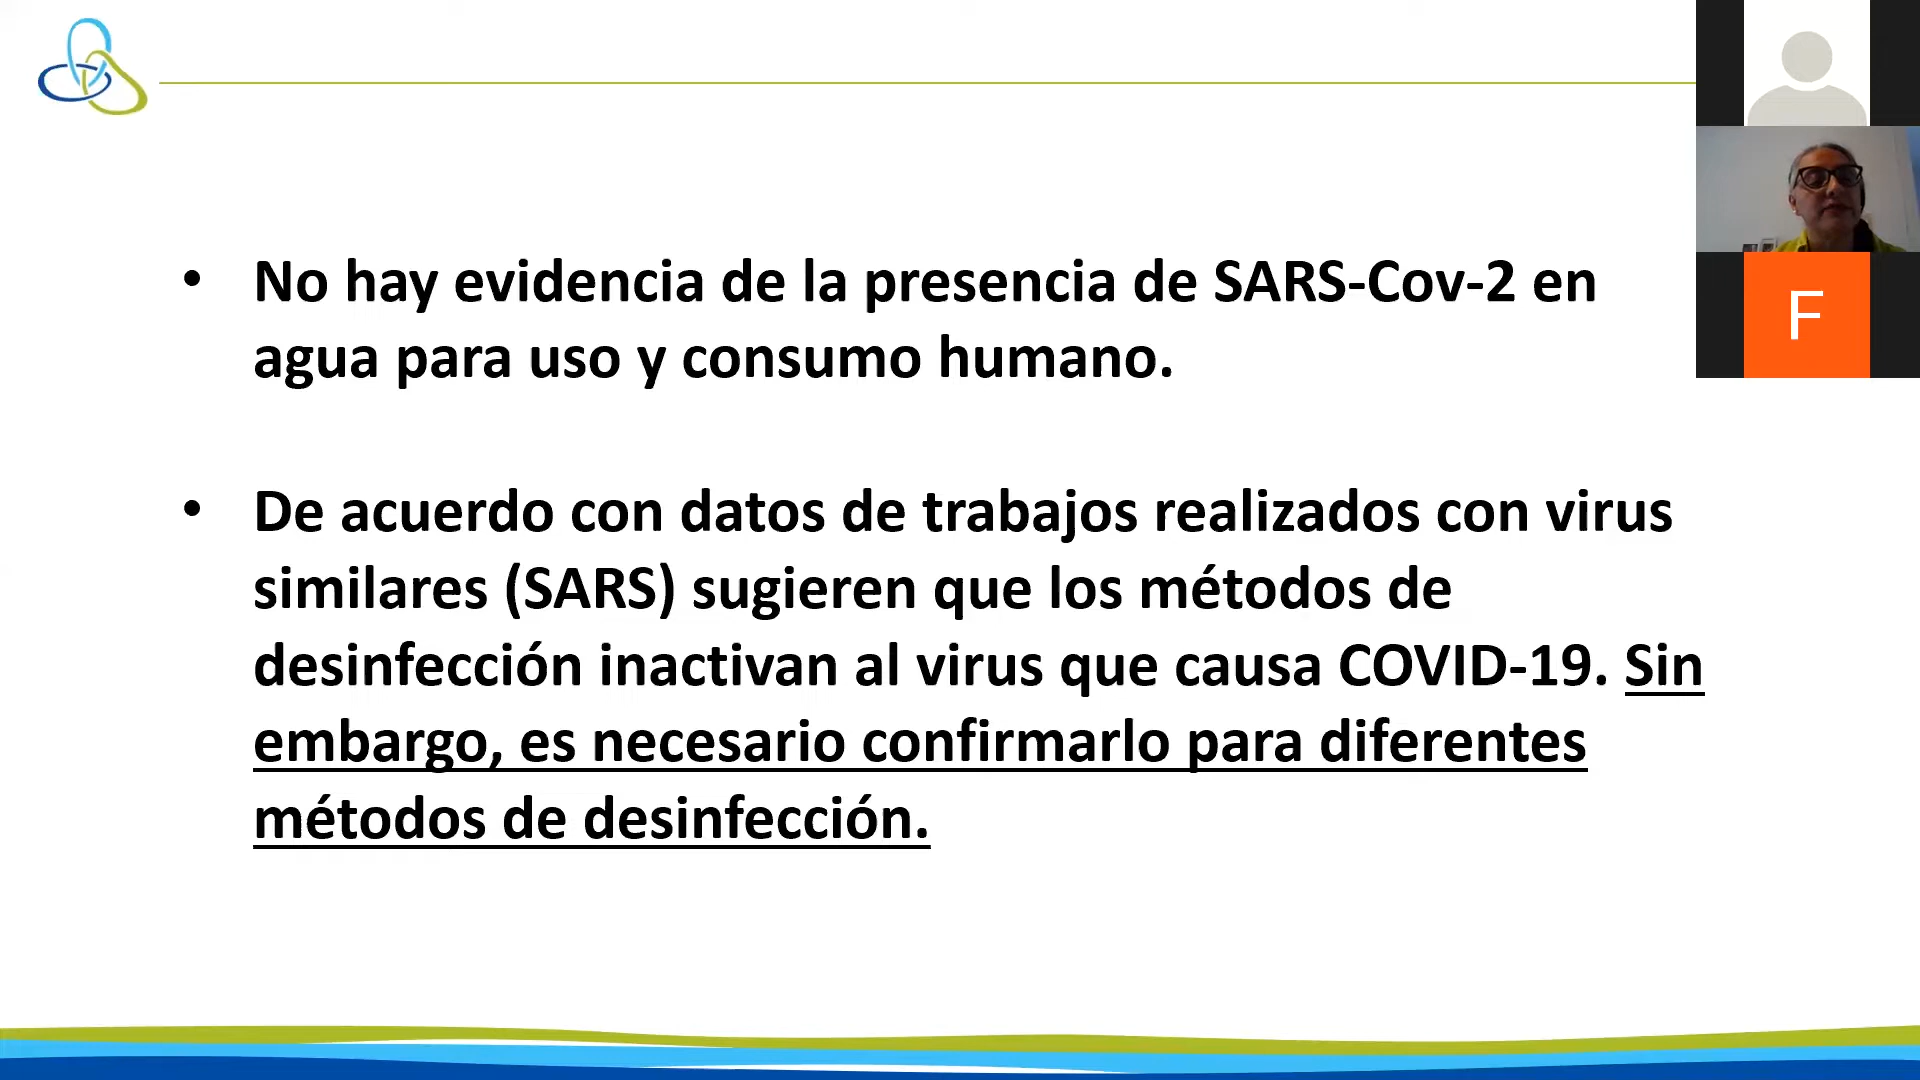 • No hay evidencia de la presencia de SARS-Cov-2 en
agua para uso y consumo humano.
• De acuerdo con datos de trabajos realizados con virus
similares (SARS) sugieren que los métodos de
desinfección inactivan al virus que causa COVID-19. Sin
embargo, es necesario confirmarlo para diferentes
métodos de desinfección.
F